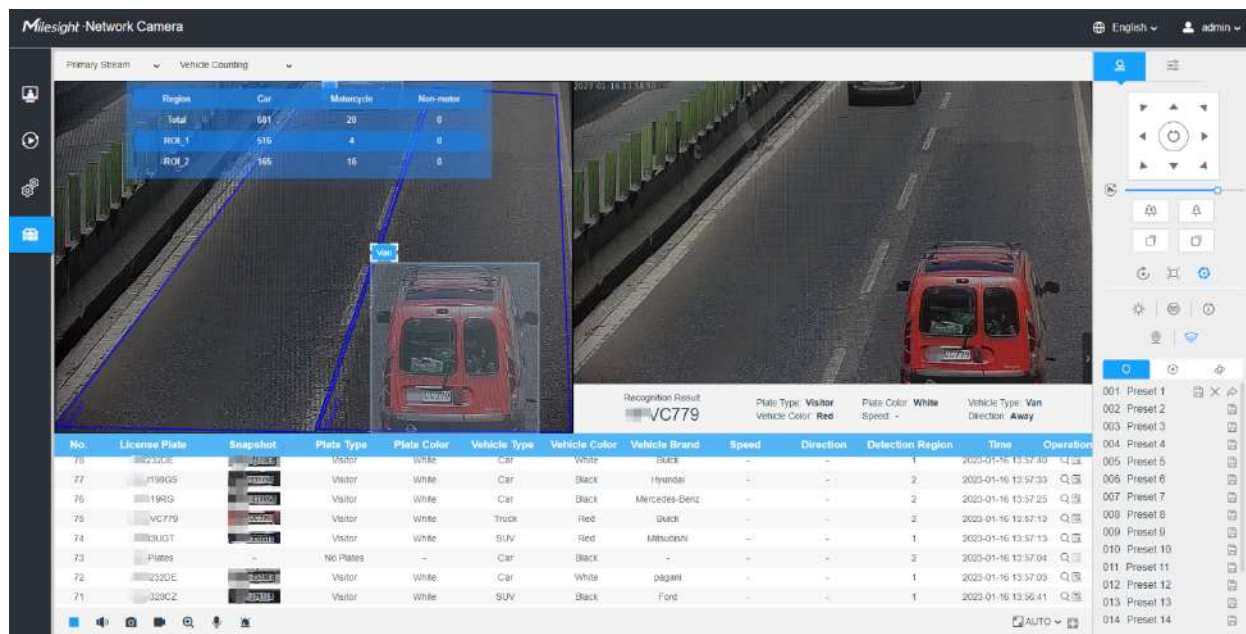 Milesight Network Camera
English
admin
Primary Stream
Vehicle Counting
Region Car Motorcycle Non-motor
Total 681 20 0
ROI_1 516 4 0
ROI_2 165 16 0
Van
VC779
Recognition Result
VC779
Plate Type: Visitor
Plate Color: White
Vehicle Type: Van
Vehicle Color: Red
Speed: -
Direction: Away
No. License Plate Snapshot Plate Type Plate Color Vehicle Type Vehicle Color Vehicle Brand Speed Direction Detection Region Time Operation
78 232DE Visitor White Car White Buick - - 1 2023-01-16 13:57:40
77 Visitor White Car Black Hyundai - - 2 2023-01-16 13:57:33
76 19RG Visitor White Car Black Mercedes-Benz - - 2 2023-01-16 13:57:25
75 VC779 Visitor White Truck Red Buick - - 2 2023-01-16 13:57:13
74 Visitor White SUV Red Mitsubishi - - 1 2023-01-16 13:57:13
73 Plates - No Plates - Car Black - - - 2 2023-01-16 13:57:04
72 232DE Visitor White Car White pagani - - 1 2023-01-16 13:57:03
71 320CZ Visitor White SUV Black Ford - - 1 2023-01-16 13:56:41
AUTO
001 Preset 1
002 Preset 2
003 Preset 3
004 Preset 4
005 Preset 5
006 Preset 6
007 Preset 7
008 Preset 8
009 Preset 9
010 Preset 10
011 Preset 11
012 Preset 12
013 Preset 13
014 Preset 14